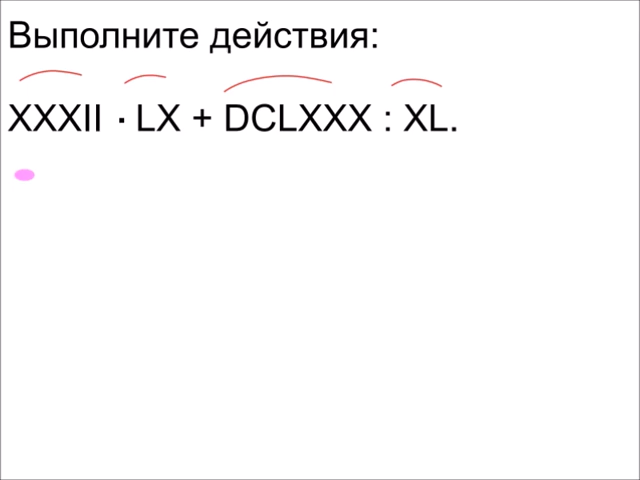 Выполните действия:
XXXII · LX + DCLXXX : XL.